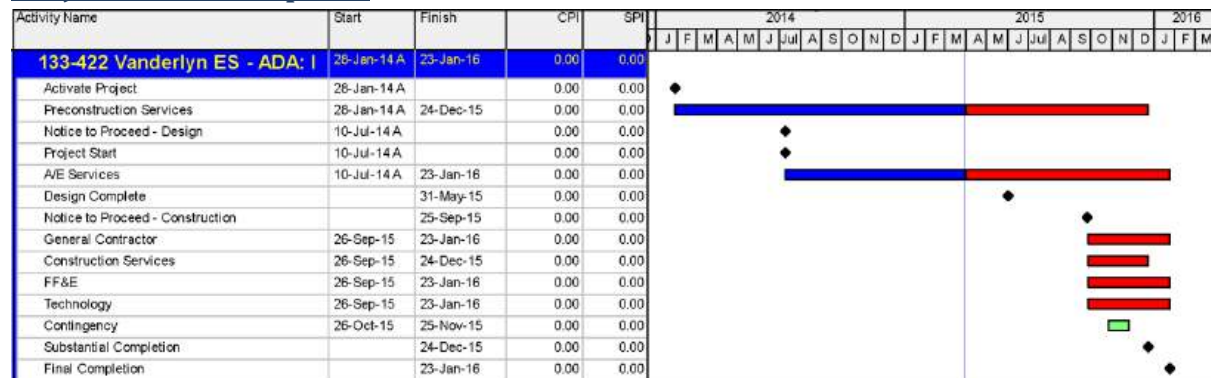 Activity Name Start Finish CPI SPI 2014 2015 2016
J F M A M J Jul A S O N D J F M A M J Jul A S O N D J F M
133-422 Vanderlyn ES - ADA: I 28-Jan-14 A 23-Jan-16 0.00 0.00
Activate Project 28-Jan-14 A 0.00 0.00
Preconstruction Services 28-Jan-14 A 24-Dec-15 0.00 0.00
Notice to Proceed - Design 10-Jul-14 A 0.00 0.00
Project Start 10-Jul-14 A 0.00 0.00
A/E Services 10-Jul-14 A 23-Jan-16 0.00 0.00
Design Complete 31-May-15 0.00 0.00
Notice to Proceed - Construction 25-Sep-15 0.00 0.00
General Contractor 26-Sep-15 23-Jan-16 0.00 0.00
Construction Services 26-Sep-15 24-Dec-15 0.00 0.00
FF&E 26-Sep-15 23-Jan-16 0.00 0.00
Technology 26-Sep-15 23-Jan-16 0.00 0.00
Contingency 26-Oct-15 25-Nov-15 0.00 0.00
Substantial Completion 24-Dec-15 0.00 0.00
Final Completion 23-Jan-16 0.00 0.00